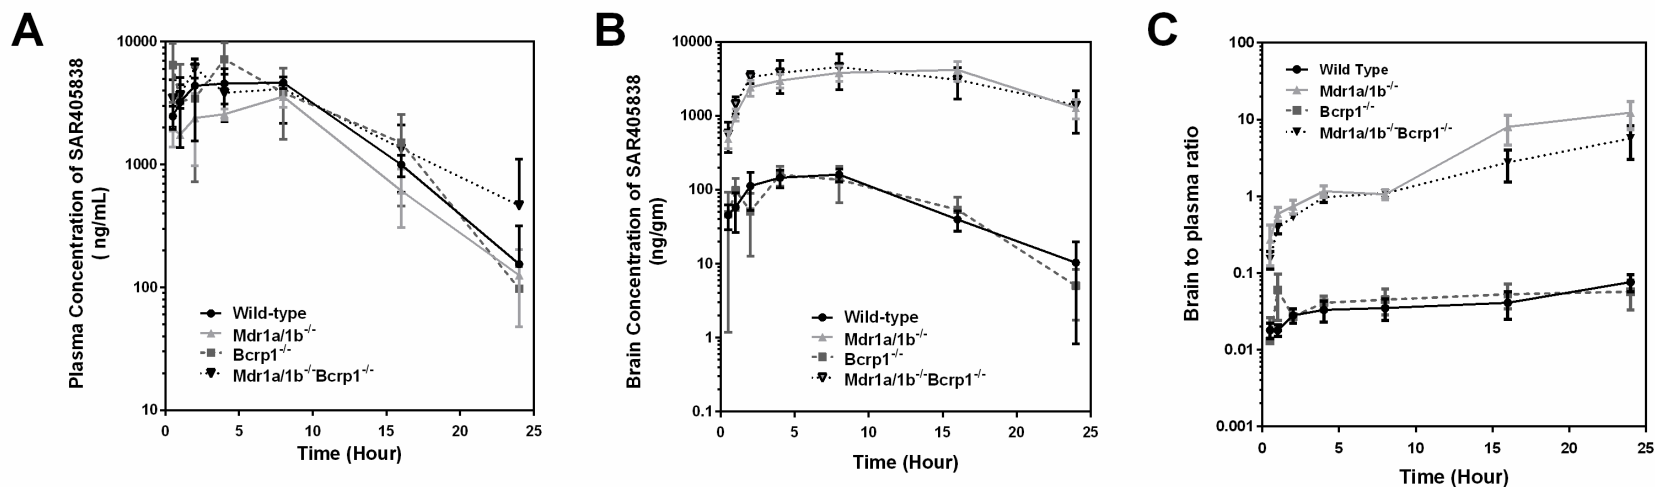 A
Plasma Concentration of SAR405838
( ng/mL)
10000
1000
100
10
0 5 10 15 20 25
Time (Hour)
Wild-type
Mdr1a/1b-/-
Bcrp1-/-
Mdr1a/1b-/-Bcrp1-/-
B
Brain Concentration of SAR405838
(ng/gm)
10000
1000
100
10
1
0.1
0 5 10 15 20 25
Time (Hour)
Wild-type
Mdr1a/1b-/-
Bcrp1-/-
Mdr1a/1b-/-Bcrp1-/-
C
Brain to plasma ratio
100
10
1
0.1
0.01
0.001
0 5 10 15 20 25
Time (Hour)
Wild Type
Mdr1a/1b-/-
Bcrp1-/-
Mdr1a/1b-/-Bcrp1-/-